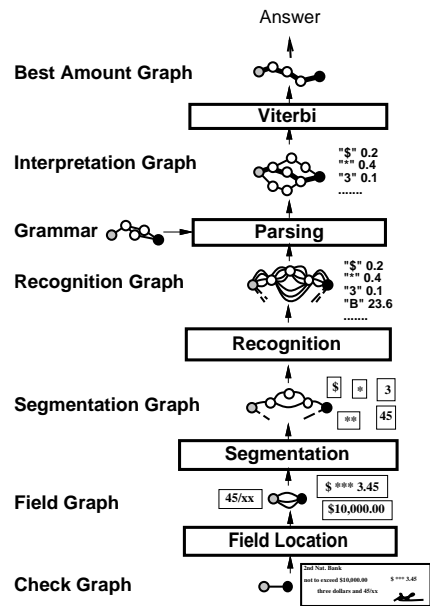 Answer
Best Amount Graph
Viterbi
Interpretation Graph
"$" 0.2
"*" 0.4
"3" 0.1
.......
Grammar
Parsing
Recognition Graph
"$" 0.2
"*" 0.4
"3" 0.1
"B" 23.6
.......
Recognition
Segmentation Graph
$ * 3
** 45
Segmentation
Field Graph
45/xx
$ *** 3.45
$10,000.00
Field Location
Check Graph
2nd Nat. Bank
not to exceed $10,000.00 $ *** 3.45
three dollars and 45/xx